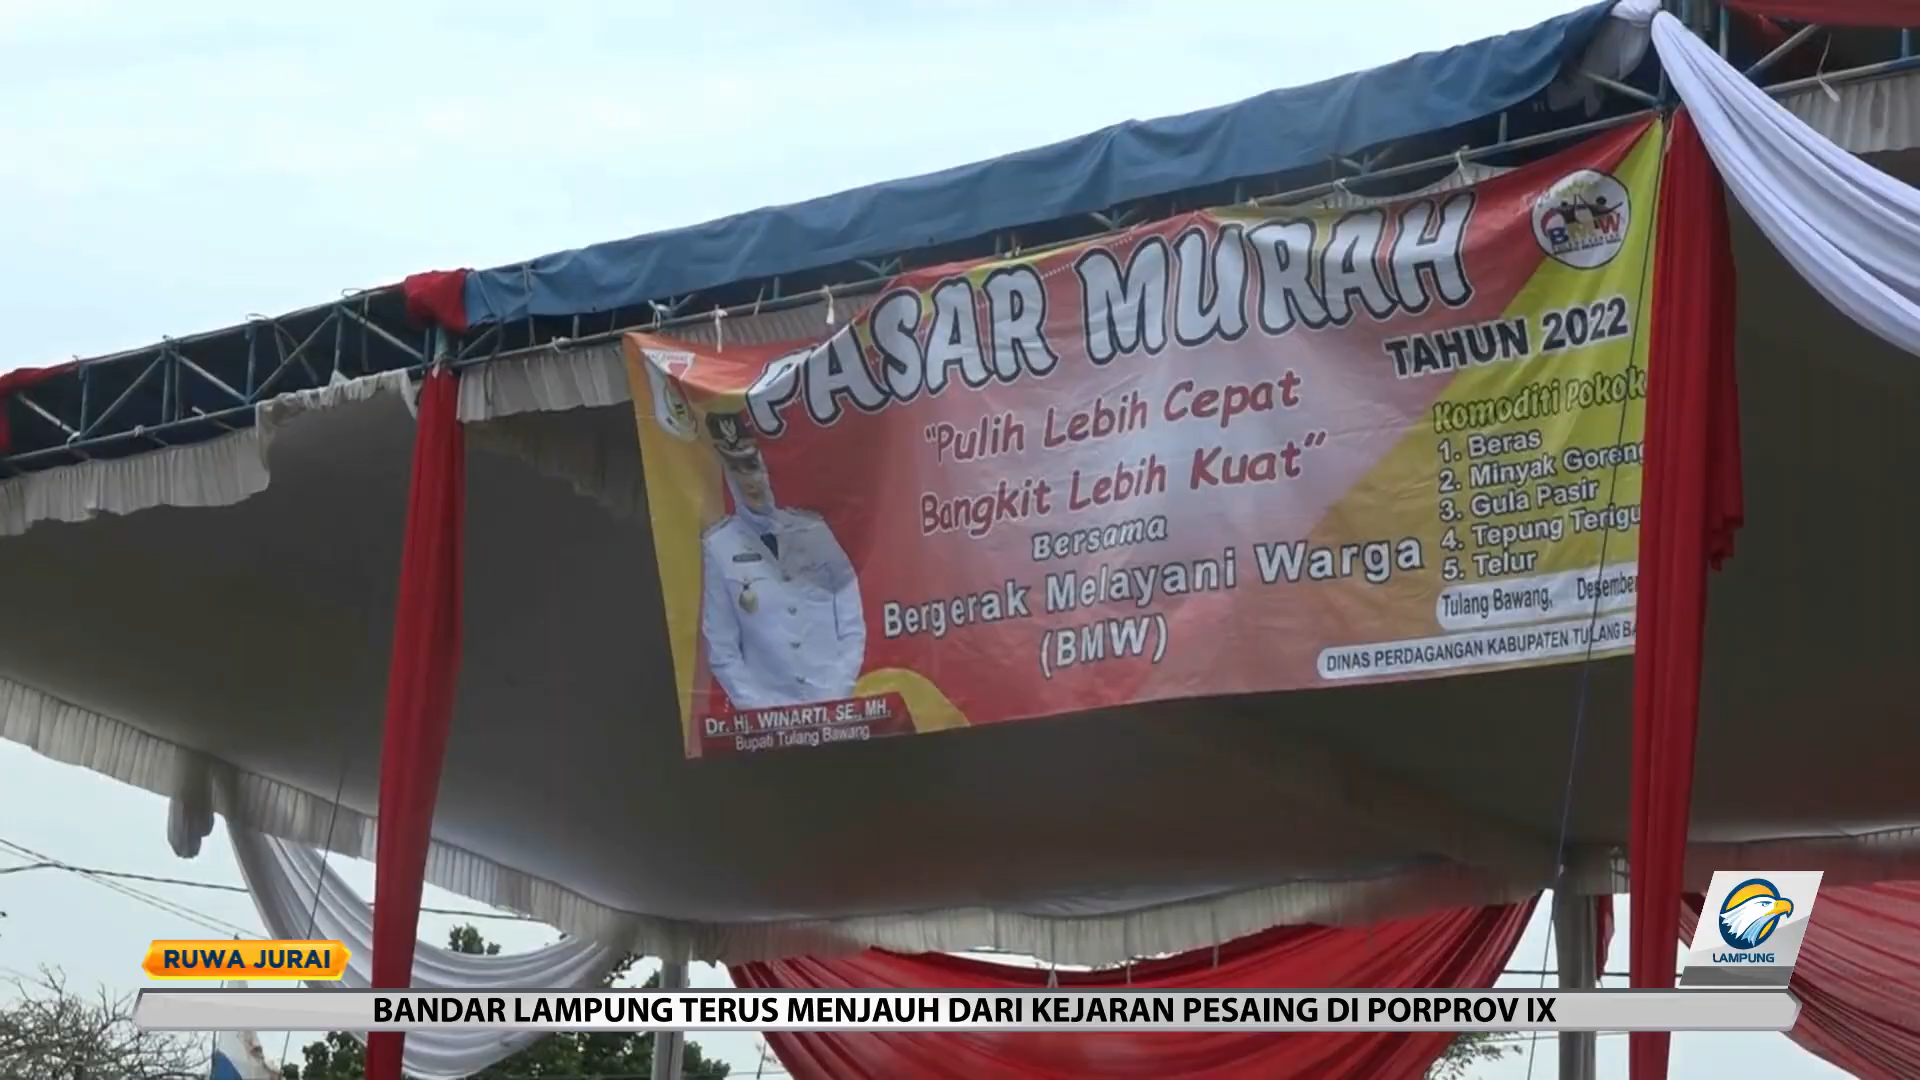 PASAR MURAH
TAHUN 2022
BMW
"Pulih Lebih Cepat
Bangkit Lebih Kuat"
Bersama
Bergerak Melayani Warga
(BMW)
Komoditi Pokok
1. Beras
2. Minyak Goreng
3. Gula Pasir
4. Tepung Terigu
5. Telur
Tulang Bawang, Desember
DINAS PERDAGANGAN KABUPATEN TULANG BA
Dr. Hj. WINARTI, SE., MH.
Bupati Tulang Bawang
LAMPUNG
RUWA JURAI
BANDAR LAMPUNG TERUS MENJAUH DARI KEJARAN PESAING DI PORPROV IX